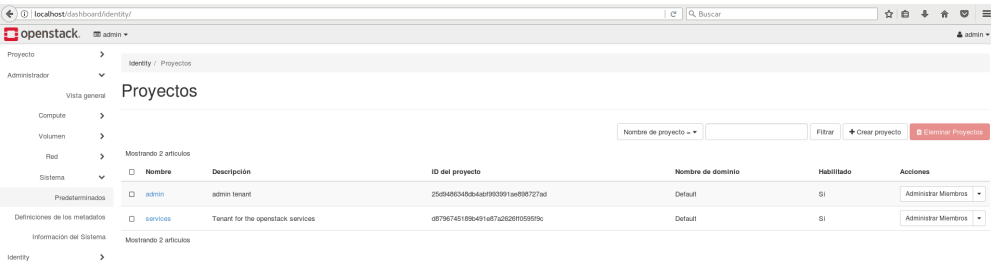 localhost/dashboard/identity/
Buscar
openstack. admin
admin
Proyecto
Administrador
Vista general
Compute
Volumen
Red
Sistema
Predeterminados
Definiciones de los metadatos
Información del Sistema
Identity
Identity / Proyectos
Proyectos
Nombre de proyecto = Filtrar + Crear proyecto Eleminar Proyectos
Mostrando 2 artículos
Nombre Descripción ID del proyecto Nombre de dominio Habilitado Acciones
admin admin tenant 25d9486348db4abf993991ae898727ad Default Sí Administrar Miembros
services Tenant for the openstack services d8796745189b491e87a2626ff0595f9c Default Sí Administrar Miembros
Mostrando 2 artículos